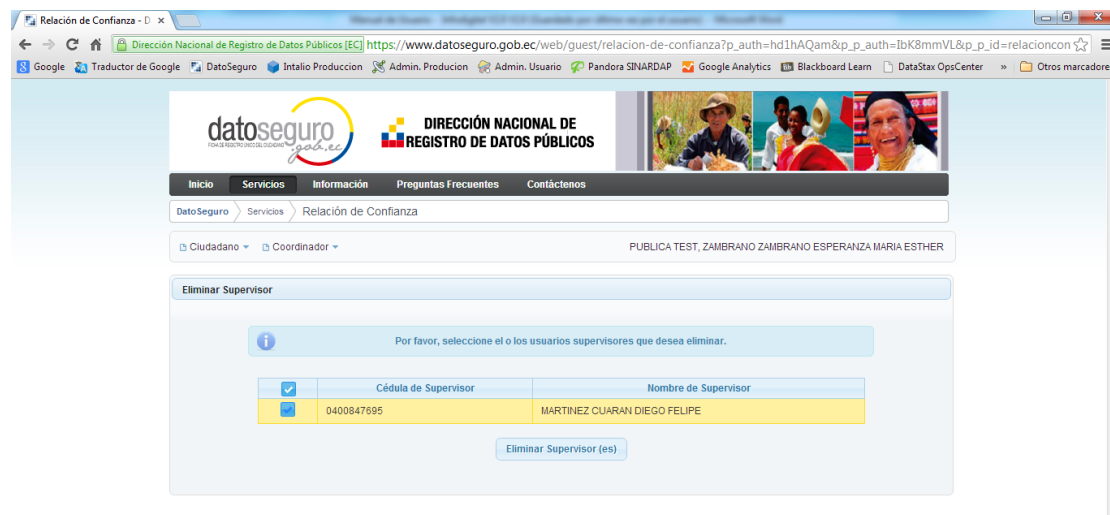 Relación de Confianza - D
Dirección Nacional de Registro de Datos Públicos [EC] https://www.datoseguro.gob.ec/web/guest/relacion-de-confianza?p_auth=hd1hAQam&p_p_auth=IbK8mmVL&p_p_id=relacioncon
Google Traductor de Google DatoSeguro Intalio Produccion Admin. Producion Admin. Usuario Pandora SINARDAP Google Analytics Blackboard Learn DataStax OpsCenter » Otros marcadore
datoseguro
.gob.ec
DIRECCIÓN NACIONAL DE
REGISTRO DE DATOS PÚBLICOS
Inicio Servicios Información Preguntas Frecuentes Contáctenos
DatoSeguro Servicios Relación de Confianza
Ciudadano Coordinador PUBLICA TEST, ZAMBRANO ZAMBRANO ESPERANZA MARIA ESTHER
Eliminar Supervisor
Por favor, seleccione el o los usuarios supervisores que desea eliminar.
Cédula de Supervisor Nombre de Supervisor
0400847695 MARTINEZ CUARAN DIEGO FELIPE
Eliminar Supervisor (es)